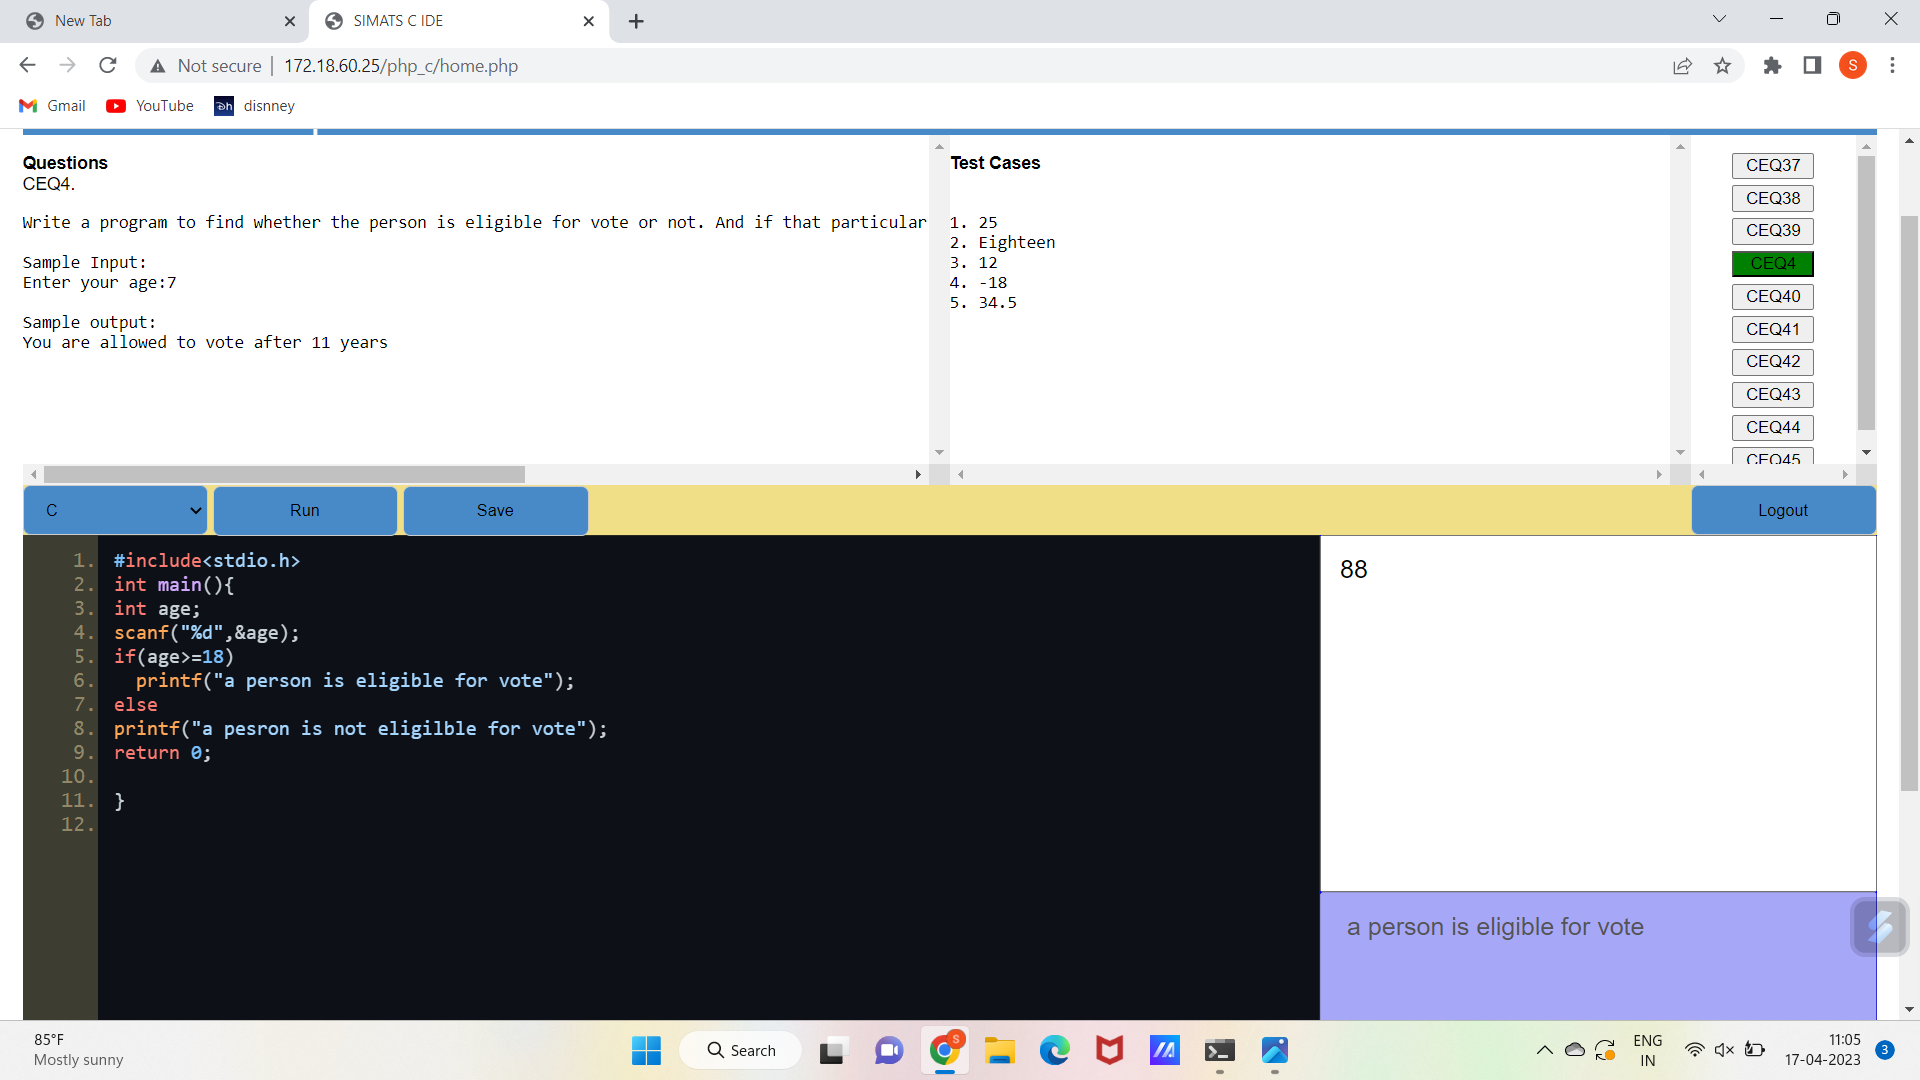 New Tab
SIMATS C IDE
Not secure
172.18.60.25/php_c/home.php
S
Gmail
YouTube
disnney
Questions
CEQ4.
Write a program to find whether the person is eligible for vote or not. And if that particular
Sample Input:
Enter your age:7
Sample output:
You are allowed to vote after 11 years
Test Cases
1. 25
2. Eighteen
3. 12
4. -18
5. 34.5
CEQ37
CEQ38
CEQ39
CEQ4
CEQ40
CEQ41
CEQ42
CEQ43
CEQ44
CEQ45
C
Run
Save
Logout
1. #include<stdio.h>
2. int main(){
3. int age;
4. scanf("%d",&age);
5. if(age>=18)
6. printf("a person is eligible for vote");
7. else
8. printf("a pesron is not eligilble for vote");
9. return 0;
10.
11. }
12.
88
a person is eligible for vote
85°F
Mostly sunny
Search
S
ENG
IN
11:05
17-04-2023
3